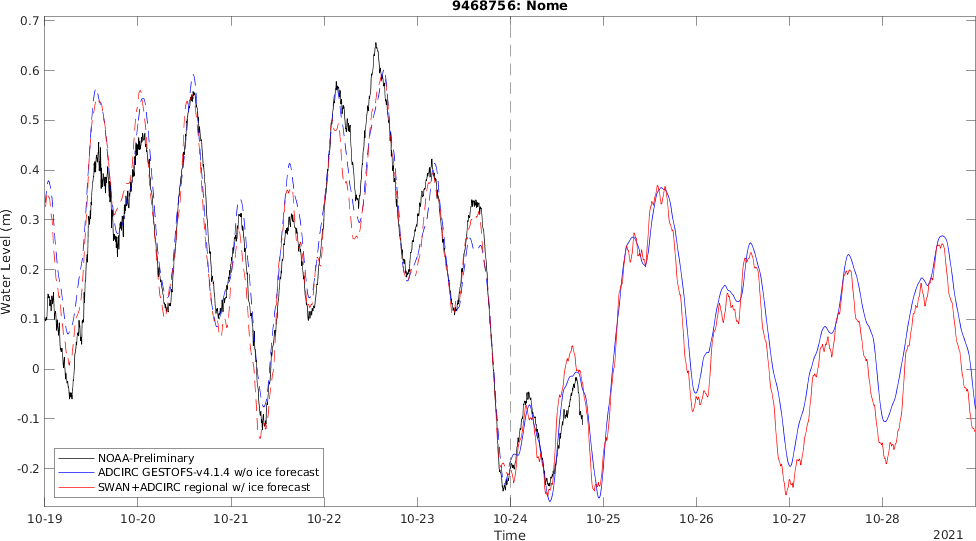 9468756: Nome
0.7
0.6
0.5
0.4
0.3
0.2
0.1
0
-0.1
-0.2
Water Level (m)
NOAA-Preliminary
ADCIRC GESTOFS-v4.1.4 w/o ice forecast
SWAN+ADCIRC regional w/ ice forecast
10-19 10-20 10-21 10-22 10-23 10-24 10-25 10-26 10-27 10-28
Time
2021